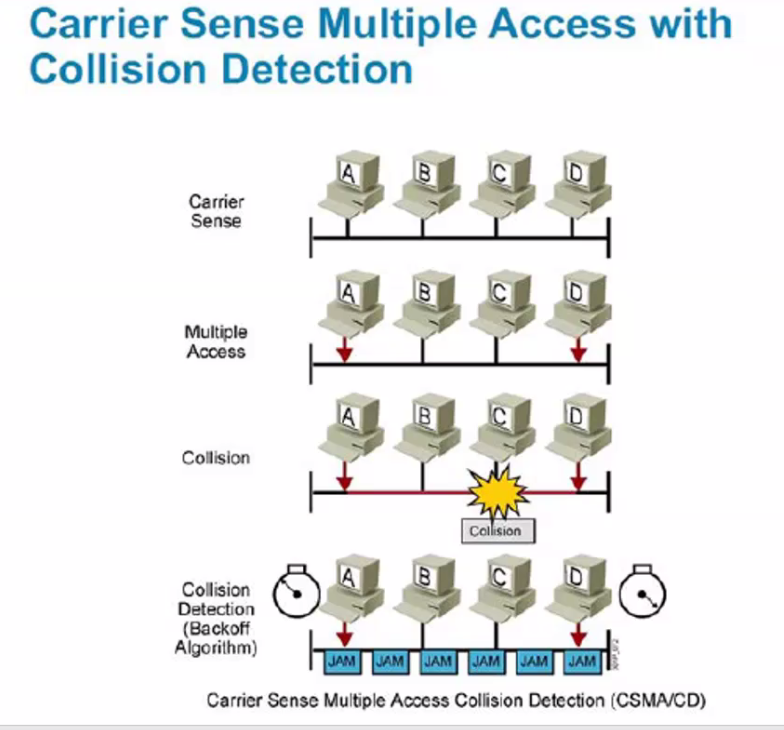 Carrier Sense Multiple Access with
Collision Detection
A B C D
Carrier
Sense
A B C D
Multiple
Access
A B C D
Collision
Collision
A B C D
Collision
Detection
(Backoff
Algorithm)
JAM JAM JAM JAM JAM JAM
Carrier Sense Multiple Access Collision Detection (CSMA/CD)